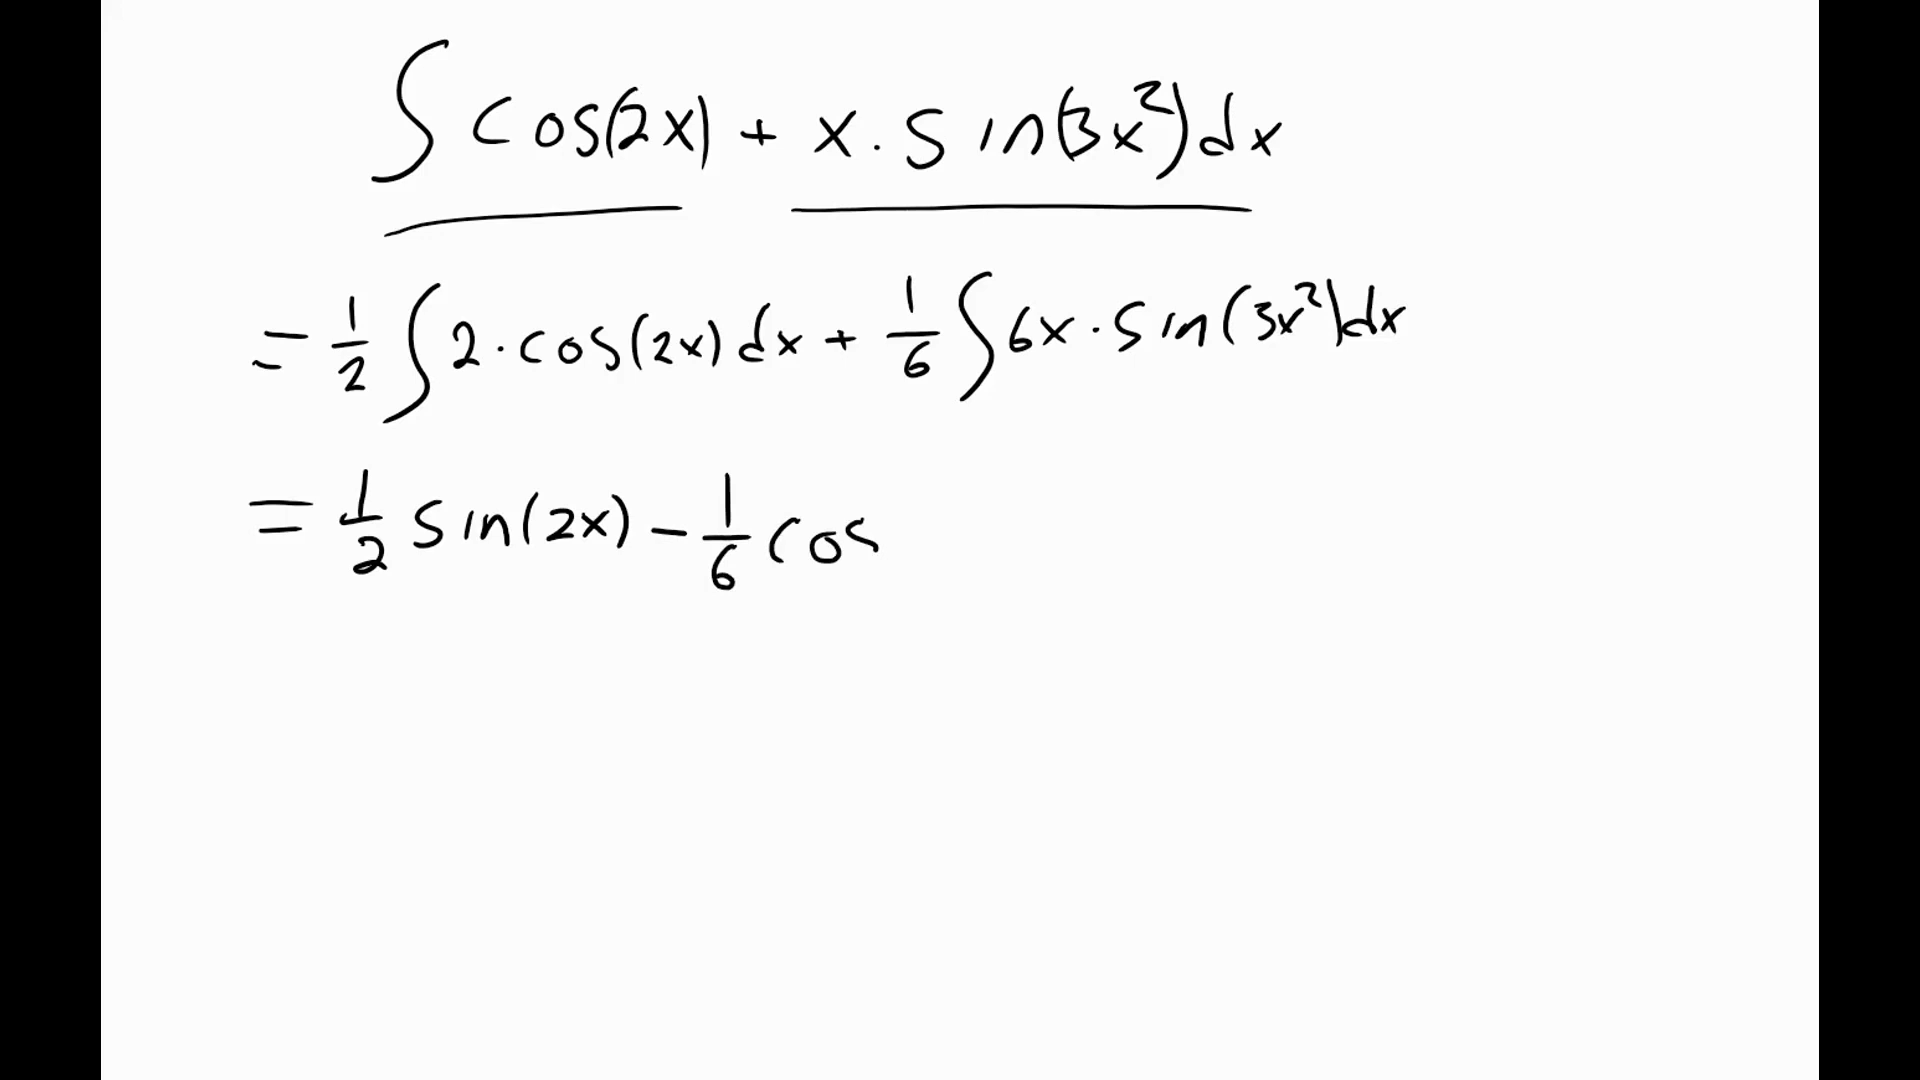 ∫ cos(2x) + x · sin(3x²) dx
= 1/2 ∫ 2 · cos(2x) dx + 1/6 ∫ 6x · sin(3x²) dx
= 1/2 sin(2x) - 1/6 cos